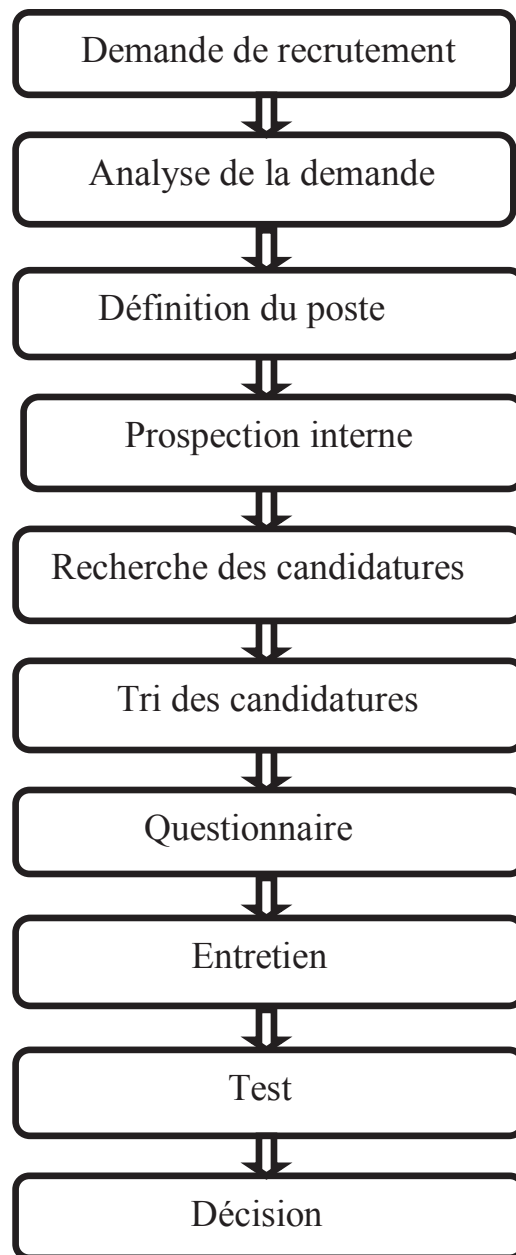 Demande de recrutement
Analyse de la demande
Définition du poste
Prospection interne
Recherche des candidatures
Tri des candidatures
Questionnaire
Entretien
Test
Décision